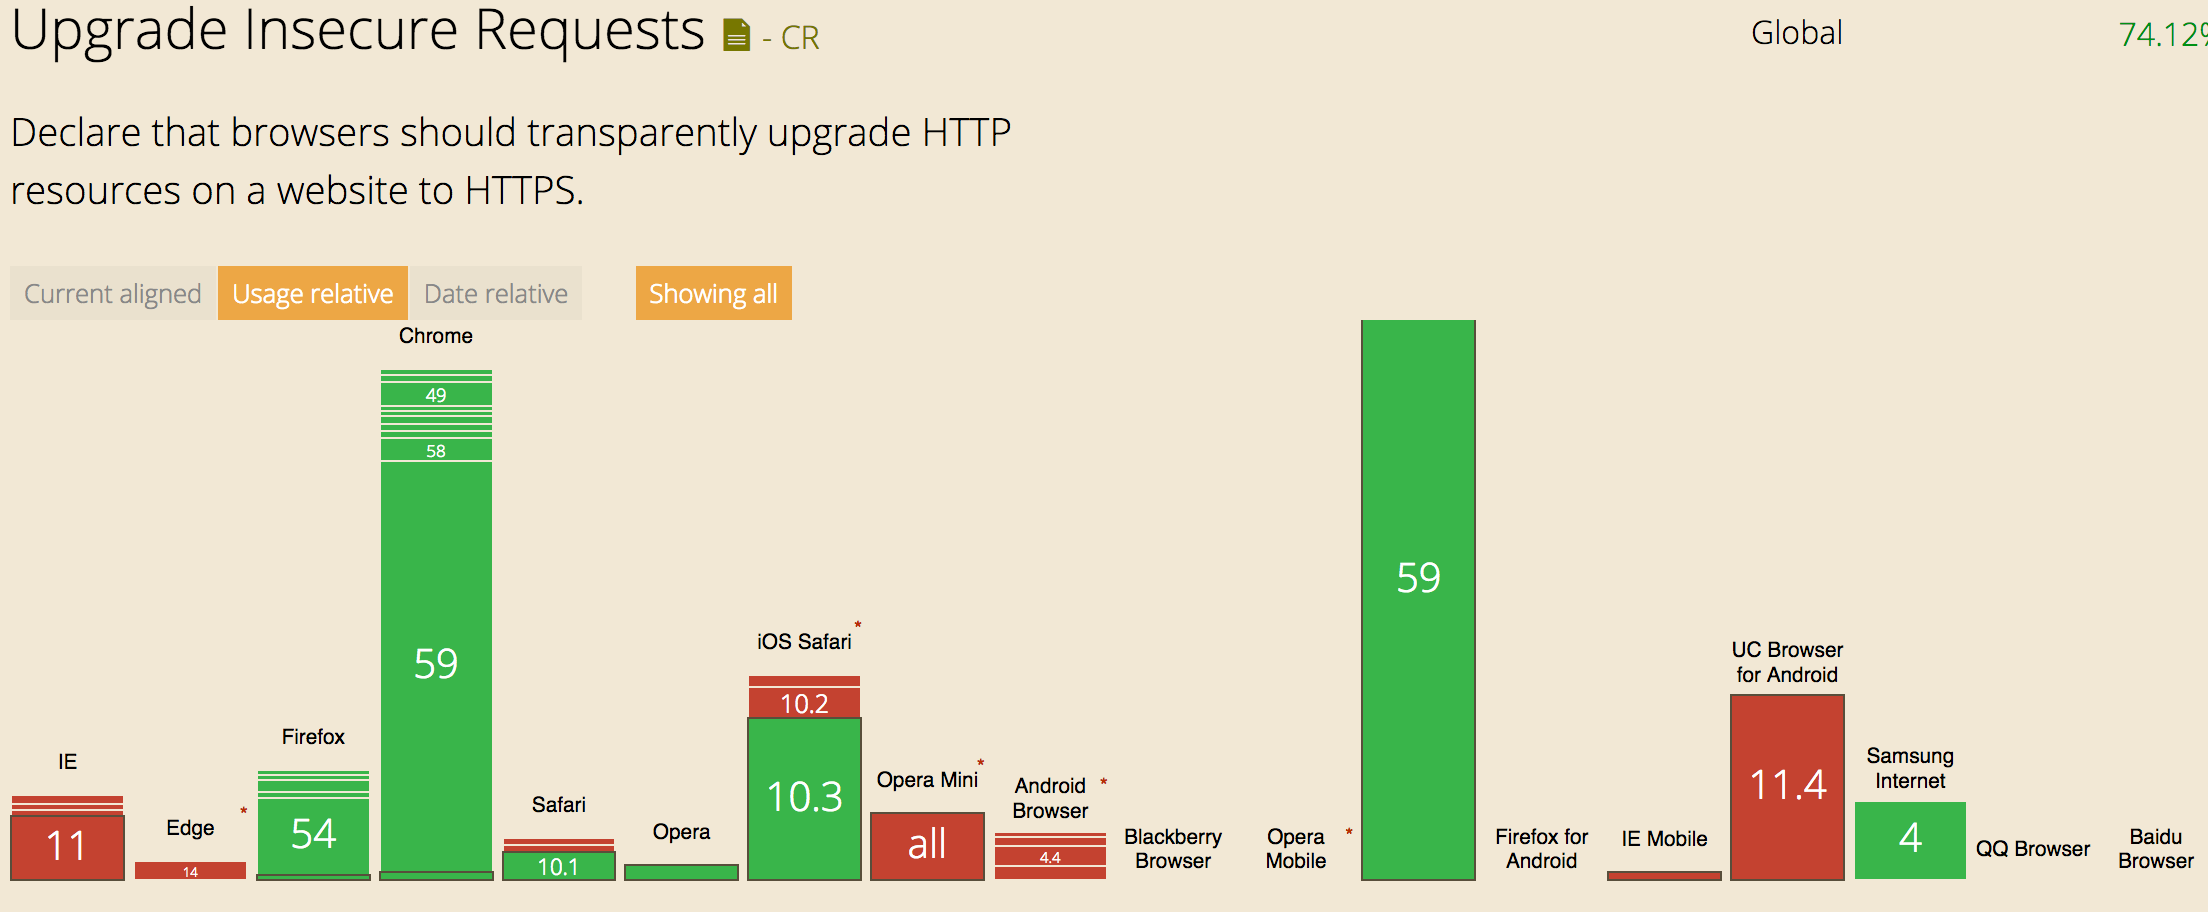 Upgrade Insecure Requests - CR
Global
74.12%
Declare that browsers should transparently upgrade HTTP
resources on a website to HTTPS.
Current aligned
Usage relative
Date relative
Showing all
IE
11
Edge *
14
Firefox
54
Chrome
49
58
59
Safari
10.1
Opera
iOS Safari *
10.2
10.3
Opera Mini *
all
Android *
Browser
4.4
Blackberry
Browser
Opera *
Mobile
59
Firefox for
Android
IE Mobile
UC Browser
for Android
11.4
Samsung
Internet
4
QQ Browser
Baidu
Browser